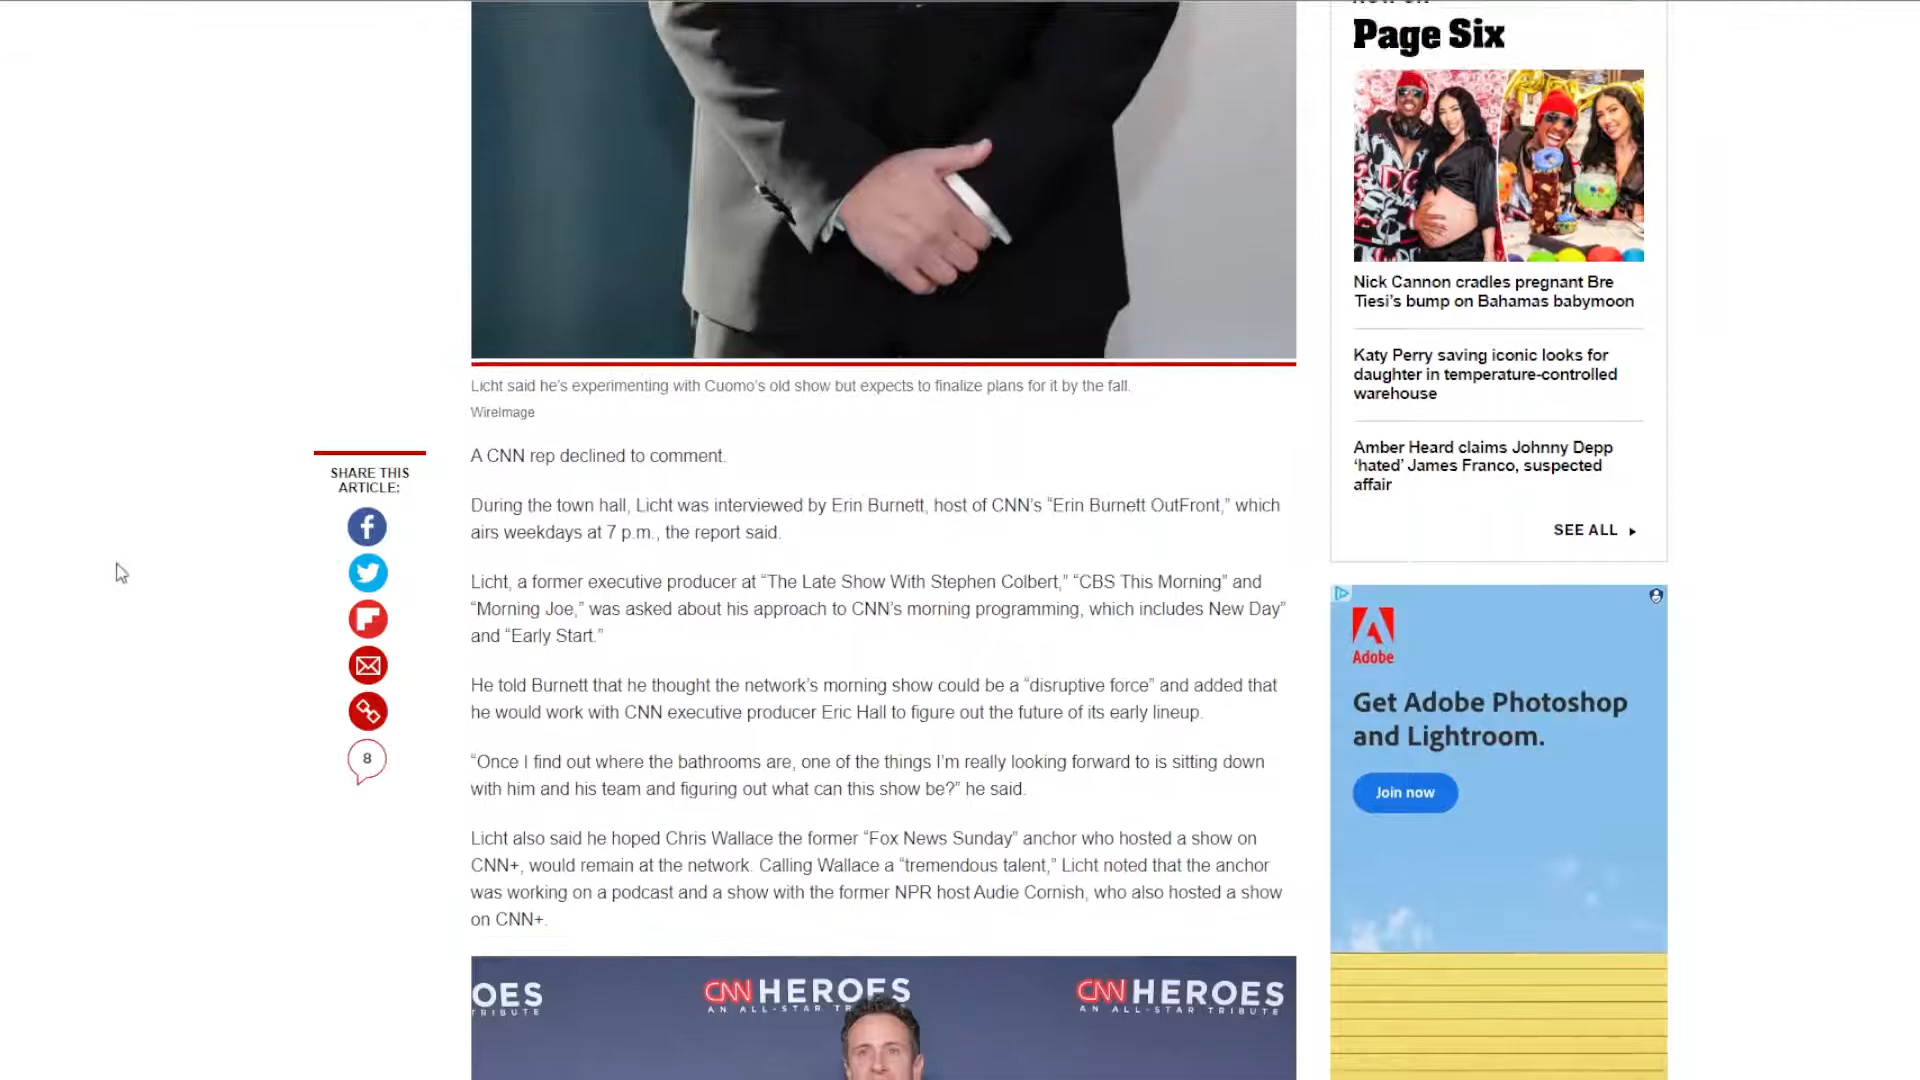 Page Six
Nick Cannon cradles pregnant Bre
Tiesi’s bump on Bahamas babymoon
Katy Perry saving iconic looks for
daughter in temperature-controlled
warehouse
Amber Heard claims Johnny Depp
‘hated’ James Franco, suspected
affair
SEE ALL
Licht said he’s experimenting with Cuomo’s old show but expects to finalize plans for it by the fall.
WireImage
SHARE THIS
ARTICLE:
8
A CNN rep declined to comment.
During the town hall, Licht was interviewed by Erin Burnett, host of CNN’s “Erin Burnett OutFront,” which
airs weekdays at 7 p.m., the report said.
Licht, a former executive producer at “The Late Show With Stephen Colbert,” “CBS This Morning” and
“Morning Joe,” was asked about his approach to CNN’s morning programming, which includes New Day”
and “Early Start.”
He told Burnett that he thought the network’s morning show could be a “disruptive force” and added that
he would work with CNN executive producer Eric Hall to figure out the future of its early lineup.
“Once I find out where the bathrooms are, one of the things I’m really looking forward to is sitting down
with him and his team and figuring out what can this show be?” he said.
Licht also said he hoped Chris Wallace the former “Fox News Sunday” anchor who hosted a show on
CNN+, would remain at the network. Calling Wallace a “tremendous talent,” Licht noted that the anchor
was working on a podcast and a show with the former NPR host Audie Cornish, who also hosted a show
on CNN+.
Adobe
Get Adobe Photoshop
and Lightroom.
Join now
OES
TRIBUTE
CNN HEROES
AN ALL-STAR TR
CNN HEROES
AN ALL-STAR TRIBUTE